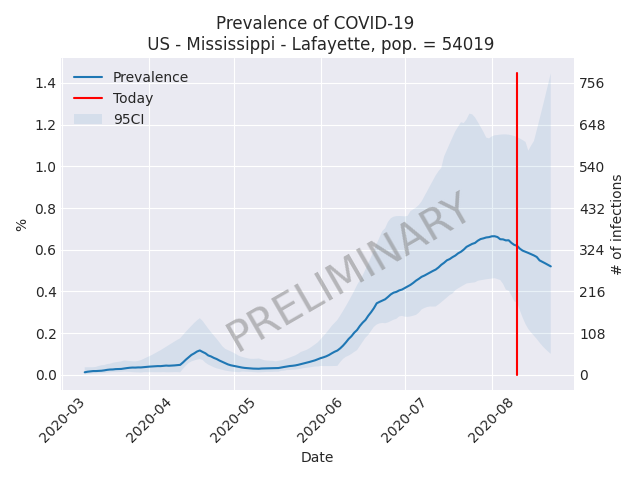 Prevalence of COVID-19
US - Mississippi - Lafayette, pop. = 54019
Prevalence
Today
95CI
PRELIMINARY
1.4
1.2
1.0
0.8
0.6
0.4
0.2
0.0
%
756
648
540
432
324
216
108
0
# of infections
2020-03
2020-04
2020-05
2020-06
2020-07
2020-08
Date